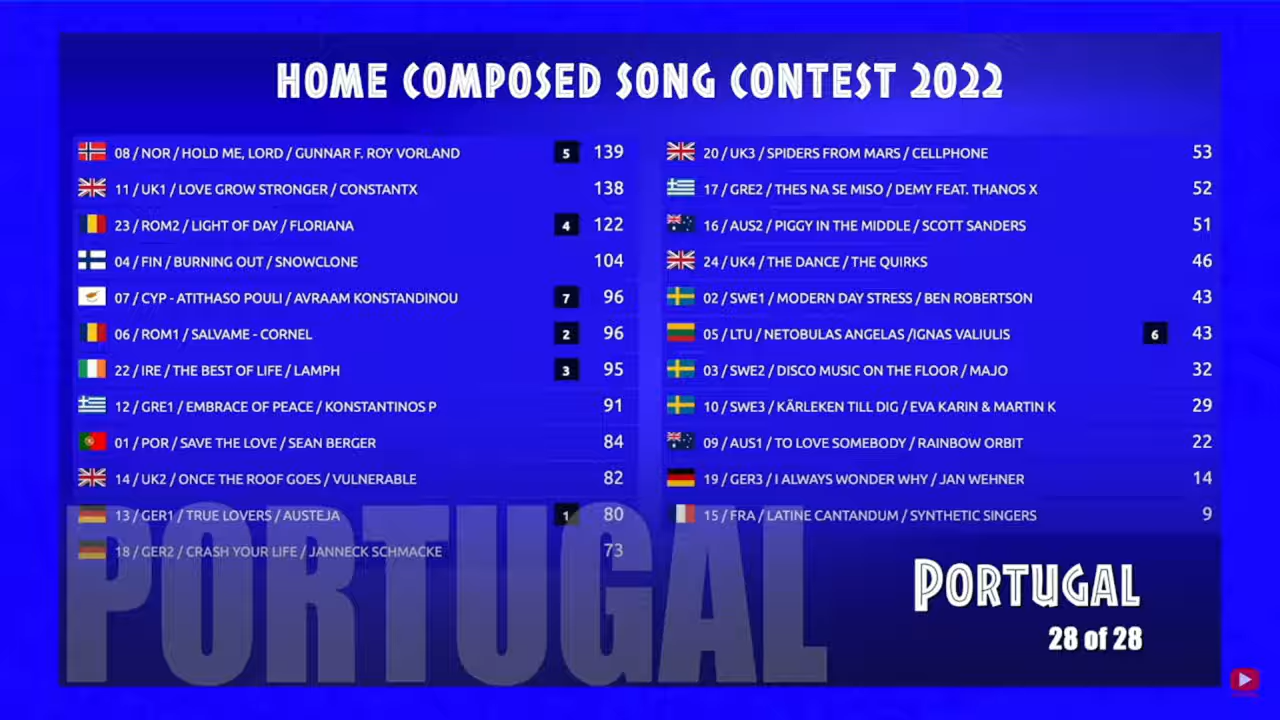 HOME COMPOSED SONG CONTEST 2022
08 / NOR / HOLD ME, LORD / GUNNAR F. ROY VORLAND 5 139
11 / UK1 / LOVE GROW STRONGER / CONSTANTX 138
23 / ROM2 / LIGHT OF DAY / FLORIANA 4 122
04 / FIN / BURNING OUT / SNOWCLONE 104
07 / CYP - ATITHASO POULI / AVRAAM KONSTANDINOU 7 96
06 / ROM1 / SALVAME - CORNEL 2 96
22 / IRE / THE BEST OF LIFE / LAMPH 3 95
12 / GRE1 / EMBRACE OF PEACE / KONSTANTINOS P 91
01 / POR / SAVE THE LOVE / SEAN BERGER 84
14 / UK2 / ONCE THE ROOF GOES / VULNERABLE 82
13 / GER1 / TRUE LOVERS / AUSTEJA 1 80
18 / GER2 / CRASH YOUR LIFE / JANNECK SCHMACKE 73
20 / UK3 / SPIDERS FROM MARS / CELLPHONE 53
17 / GRE2 / THES NA SE MISO / DEMY FEAT. THANOS X 52
16 / AUS2 / PIGGY IN THE MIDDLE / SCOTT SANDERS 51
24 / UK4 / THE DANCE / THE QUIRKS 46
02 / SWE1 / MODERN DAY STRESS / BEN ROBERTSON 43
05 / LTU / NETOBULAS ANGELAS /IGNAS VALIULIS 6 43
03 / SWE2 / DISCO MUSIC ON THE FLOOR / MAJO 32
10 / SWE3 / KÄRLEKEN TILL DIG / EVA KARIN & MARTIN K 29
09 / AUS1 / TO LOVE SOMEBODY / RAINBOW ORBIT 22
19 / GER3 / I ALWAYS WONDER WHY / JAN WEHNER 14
15 / FRA / LATINE CANTANDUM / SYNTHETIC SINGERS 9
PORTUGAL
PORTUGAL
28 of 28